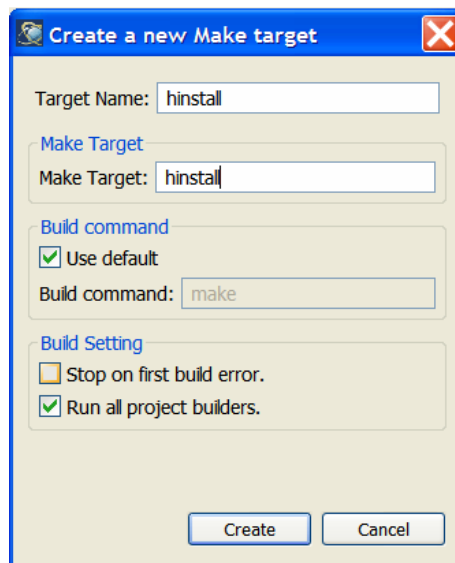 Create a new Make target
Target Name: hinstall
Make Target
Make Target: hinstall
Build command
Use default
Build command: make
Build Setting
Stop on first build error.
Run all project builders.
Create Cancel